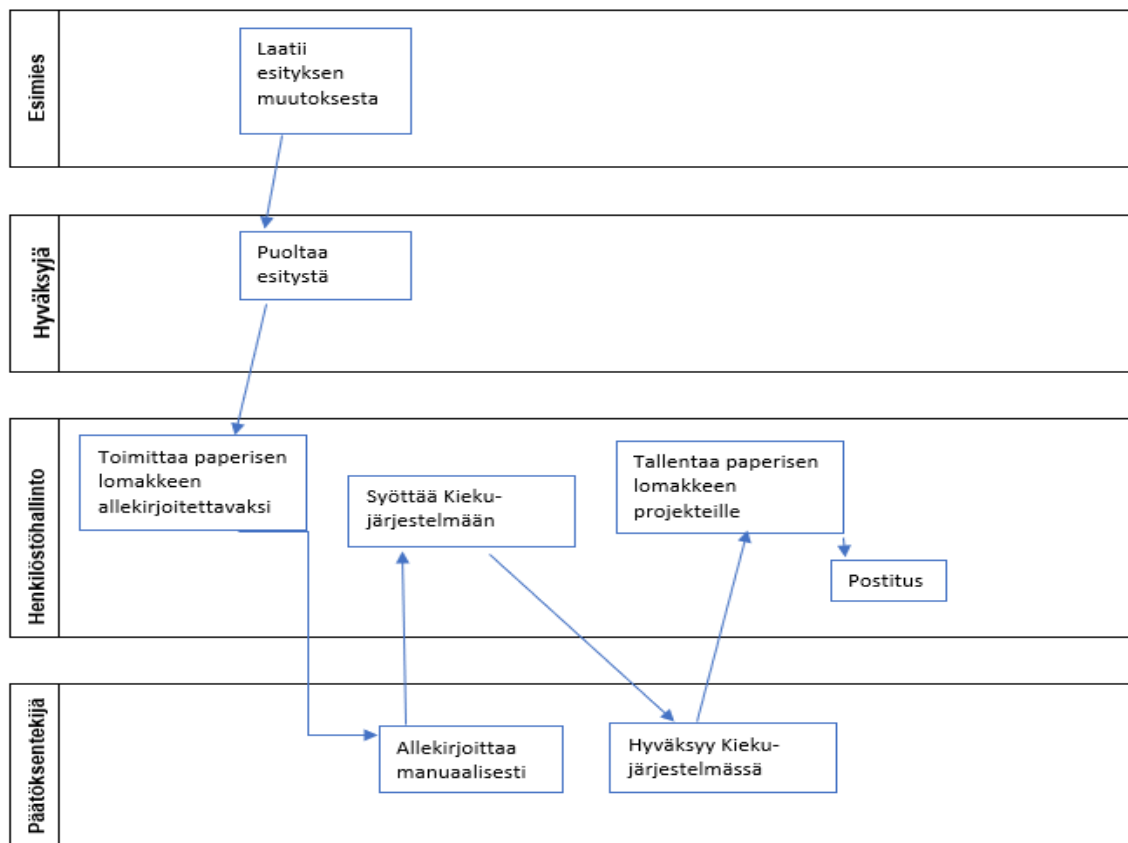 Esimies
Laatii
esityksen
muutoksesta
Hyväksyjä
Puoltaa
esitystä
Henkilöstöhallinto
Toimittaa paperisen
lomakkeen
allekirjoitettavaksi
Syöttää Kieku-
järjestelmään
Tallentaa paperisen
lomakkeen
projekteille
Postitus
Päätöksentekijä
Allekirjoittaa
manuaalisesti
Hyväksyy Kieku-
järjestelmässä